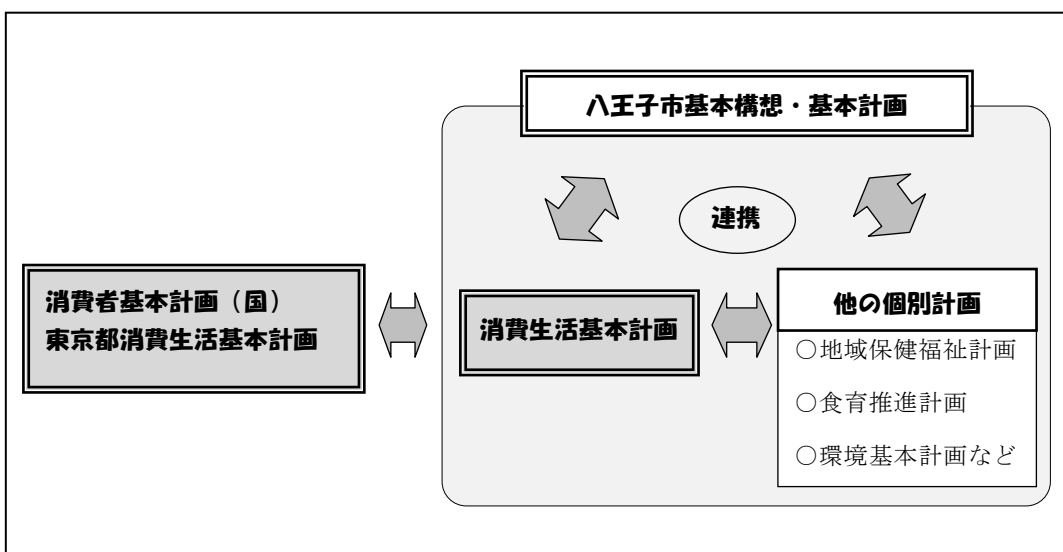 八王子市基本構想・基本計画
連携
消費者基本計画（国）
東京都消費生活基本計画
消費生活基本計画
他の個別計画
○地域保健福祉計画
○食育推進計画
○環境基本計画など